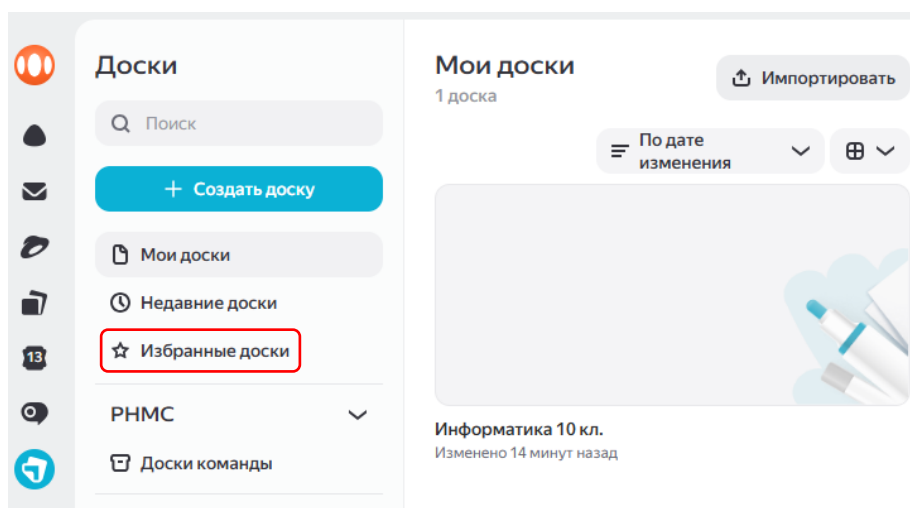 Доски
Поиск
+ Создать доску
Мои доски
Недавние доски
Избранные доски
РНМС
Доски команды
13
Мои доски
1 доска
Импортировать
По дате
изменения
Информатика 10 кл.
Изменено 14 минут назад